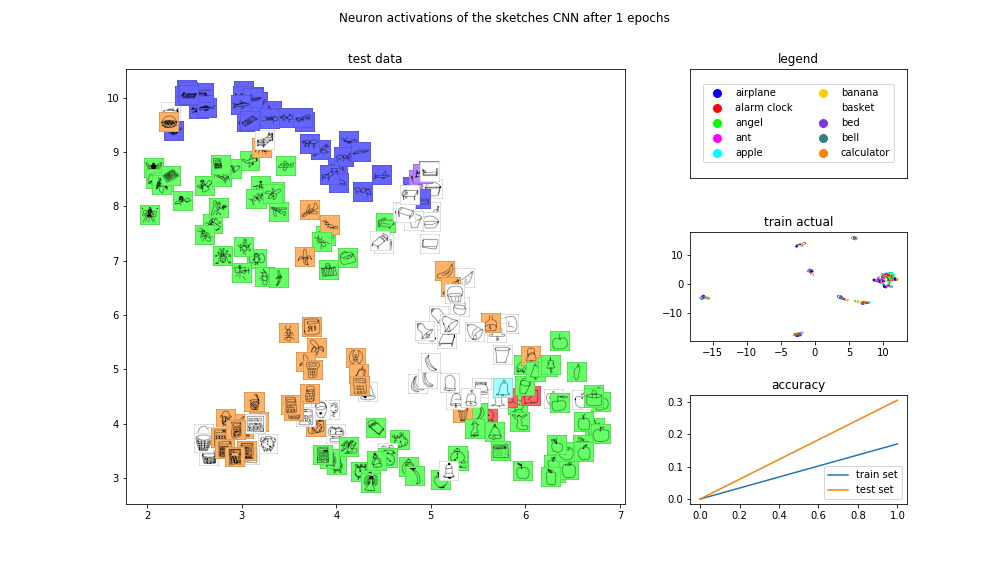 Neuron activations of the sketches CNN after 1 epochs
test data
10
9
8
7
6
5
4
3
2 3 4 5 6 7
legend
airplane banana
alarm clock basket
angel bed
ant bell
apple calculator
train actual
10
0
−10
−15 −10 −5 0 5 10
accuracy
0.3
0.2
0.1
0.0
train set
test set
0.0 0.2 0.4 0.6 0.8 1.0